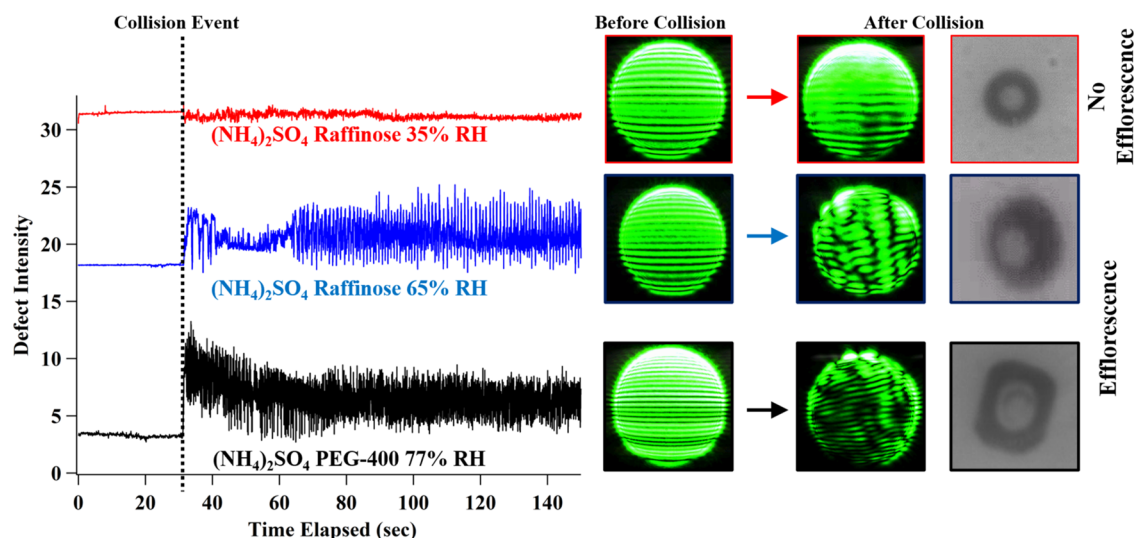 Collision Event
Before Collision
After Collision
No
Efflorescence
Efflorescence
Defect Intensity
30
25
20
15
10
5
0
(NH4)2SO4 Raffinose 35% RH
(NH4)2SO4 Raffinose 65% RH
(NH4)2SO4 PEG-400 77% RH
0 20 40 60 80 100 120 140
Time Elapsed (sec)